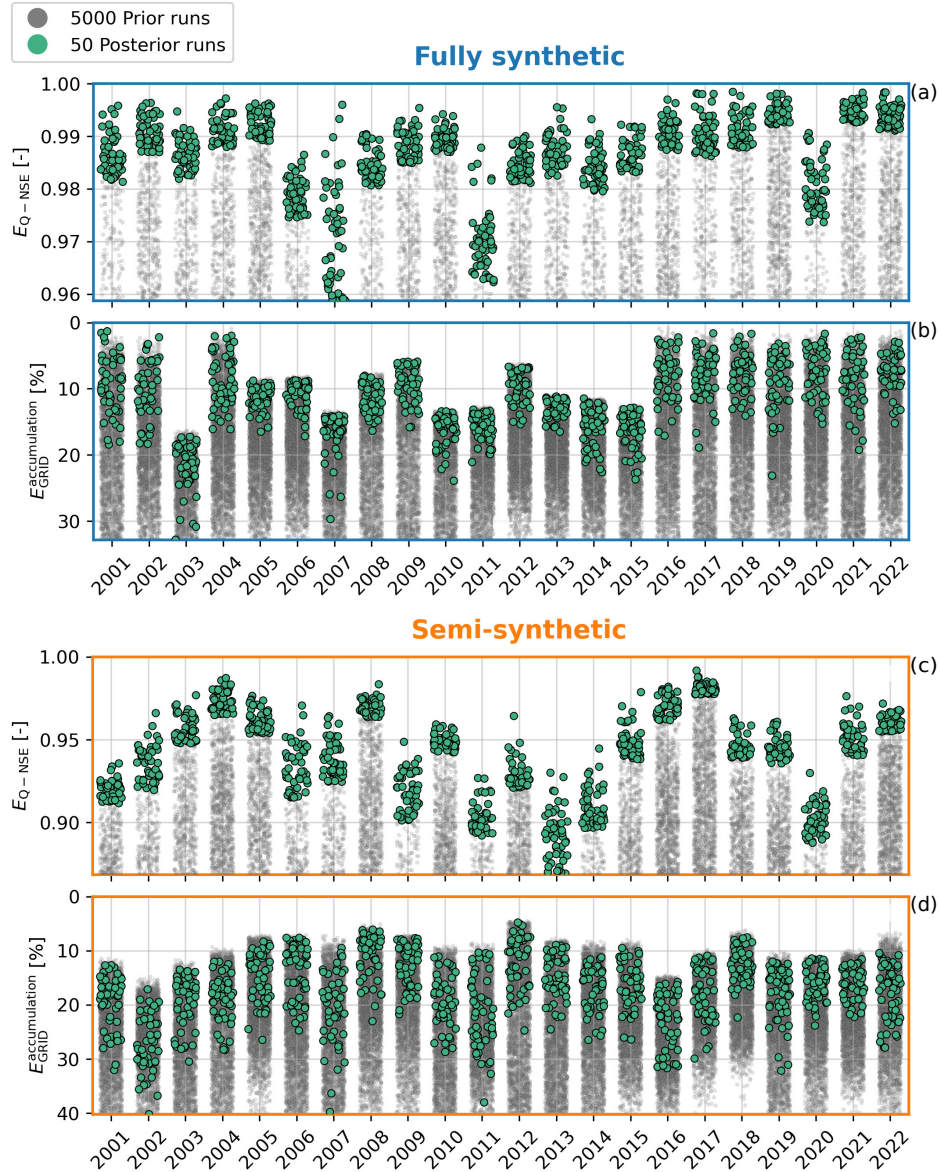 5000 Prior runs
50 Posterior runs
Fully synthetic
(a)
1.00
0.99
0.98
0.97
0.96
E_Q−NSE [-]
(b)
0
10
20
30
E_GRID^accumulation [%]
2001 2002 2003 2004 2005 2006 2007 2008 2009 2010 2011 2012 2013 2014 2015 2016 2017 2018 2019 2020 2021 2022
Semi-synthetic
(c)
1.00
0.95
0.90
E_Q−NSE [-]
(d)
0
10
20
30
40
E_GRID^accumulation [%]
2001 2002 2003 2004 2005 2006 2007 2008 2009 2010 2011 2012 2013 2014 2015 2016 2017 2018 2019 2020 2021 2022